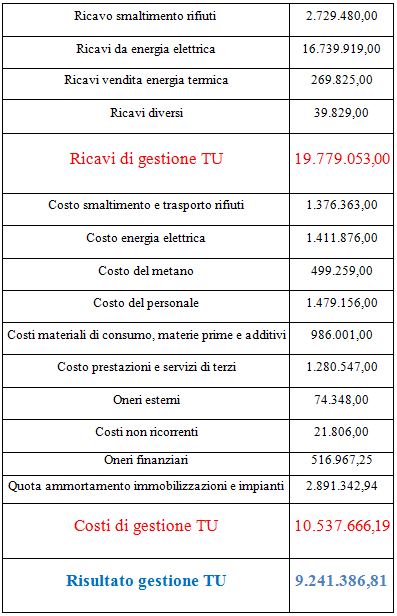 Ricavo smaltimento rifiuti 2.729.480,00
Ricavi da energia elettrica 16.739.919,00
Ricavi vendita energia termica 269.825,00
Ricavi diversi 39.829,00
Ricavi di gestione TU 19.779.053,00
Costo smaltimento e trasporto rifiuti 1.376.363,00
Costo energia elettrica 1.411.876,00
Costo del metano 499.259,00
Costo del personale 1.479.156,00
Costi materiali di consumo, materie prime e additivi 986.001,00
Costo prestazioni e servizi di terzi 1.280.547,00
Oneri esterni 74.348,00
Costi non ricorrenti 21.806,00
Oneri finanziari 516.967,25
Quota ammortamento immobilizzazioni e impianti 2.891.342,94
Costi di gestione TU 10.537.666,19
Risultato gestione TU 9.241.386,81